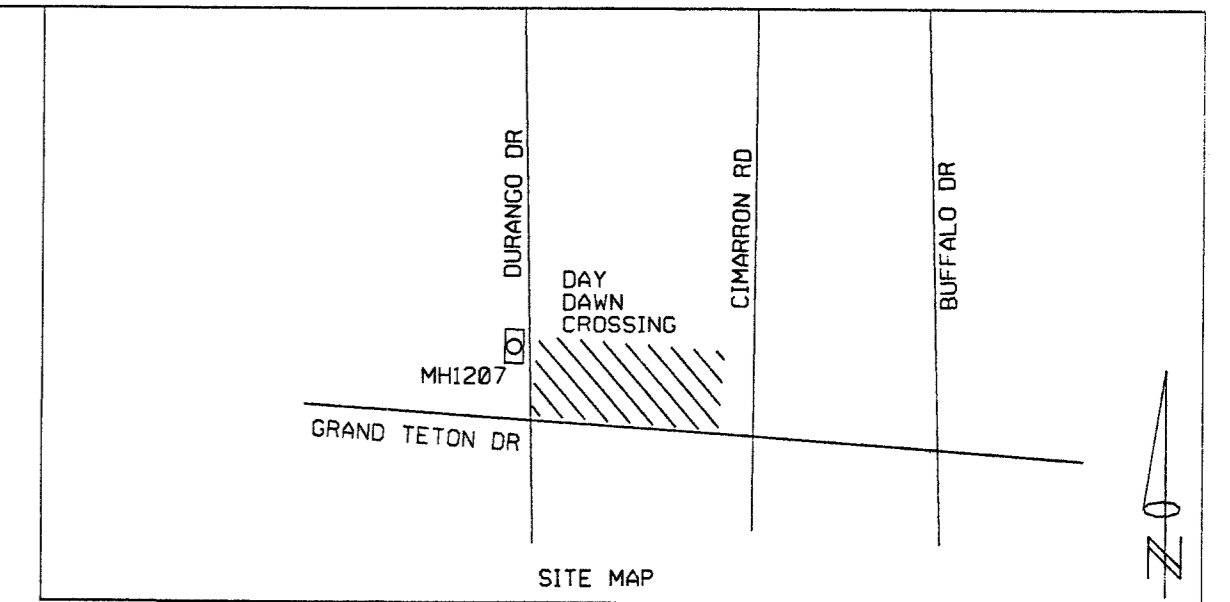 DURANGO DR
CIMARRON RD
BUFFALO DR
DAY
DAWN
CROSSING
MH1207
GRAND TETON DR
N
SITE MAP